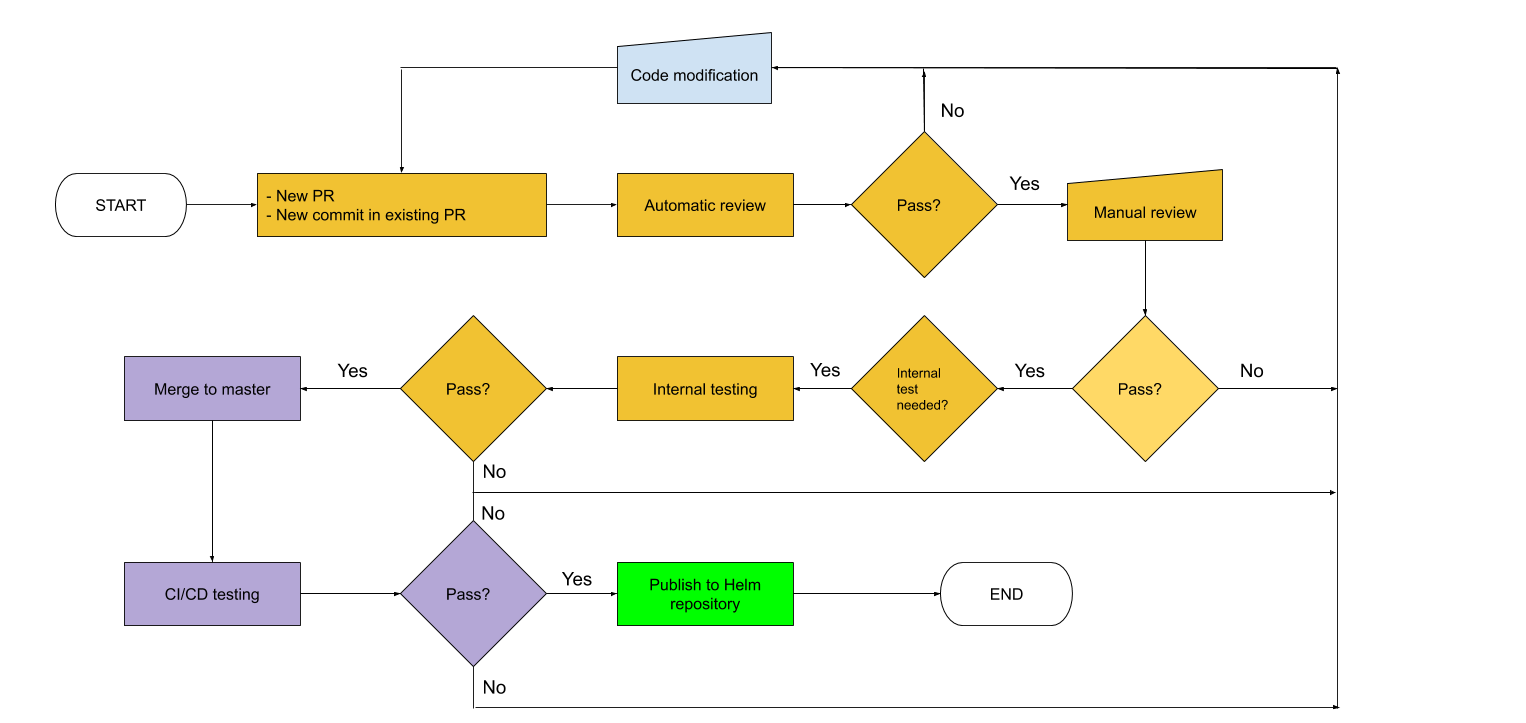 Code modification
No
START
- New PR
- New commit in existing PR
Automatic review
Pass?
Yes
Manual review
Merge to master
Yes
Pass?
Internal testing
Yes
Internal
test
needed?
Yes
Pass?
No
No
No
CI/CD testing
Pass?
Yes
Publish to Helm
repository
END
No